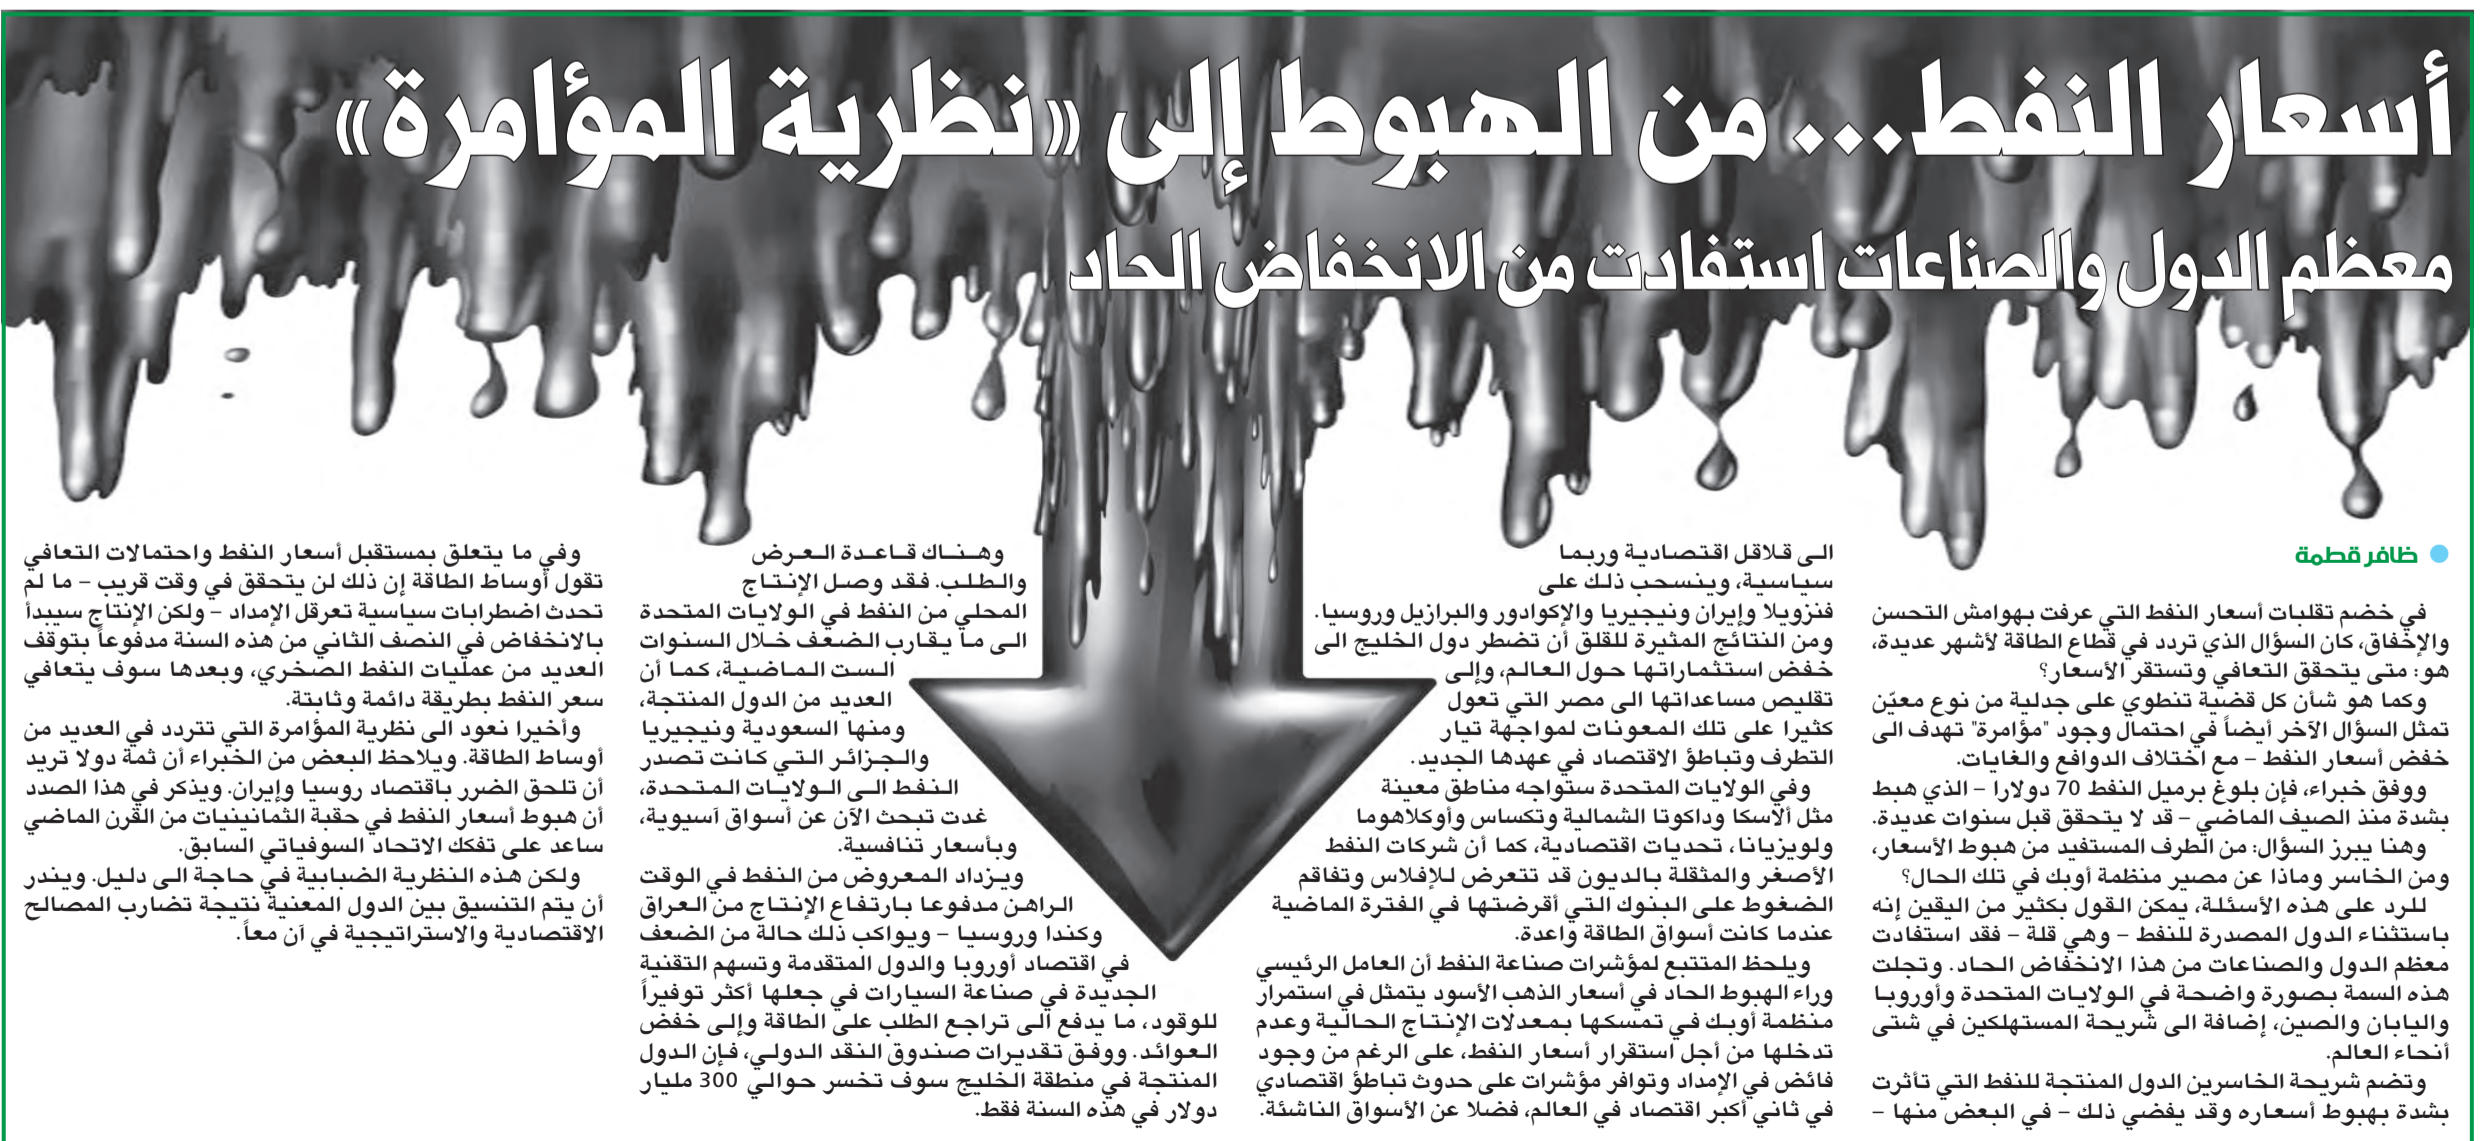 أسعار النفط... من الهبوط إلى «نظرية المؤامرة»
معظم الدول والصناعات استفادت من الانخفاض الحاد
ظافر قطمة
في خضم تقلبات أسعار النفط التي عرفت بهوامش التحسن
والإخفاق، كان السؤال الذي تردد في قطاع الطاقة لأشهر عديدة،
هو: متى يتحقق التعافي وتستقر الأسعار؟
وكما هو شأن كل قضية تنطوي على جدلية من نوع معيّن
تمثل السؤال الآخر أيضاً في احتمال وجود "مؤامرة" تهدف الى
خفض أسعار النفط – مع اختلاف الدوافع والغايات.
ووفق خبراء، فإن بلوغ برميل النفط 70 دولارا – الذي هبط
بشدة منذ الصيف الماضي – قد لا يتحقق قبل سنوات عديدة.
وهنا يبرز السؤال: من الطرف المستفيد من هبوط الأسعار،
ومن الخاسر وماذا عن مصير منظمة أوبك في تلك الحال؟
للرد على هذه الأسئلة، يمكن القول بكثير من اليقين إنه
باستثناء الدول المصدرة للنفط – وهي قلة – فقد استفادت
معظم الدول والصناعات من هذا الانخفاض الحاد. وتجلت
هذه السمة بصورة واضحة في الولايات المتحدة وأوروبا
واليابان والصين، إضافة الى شريحة المستهلكين في شتى
أنحاء العالم.
وتضم شريحة الخاسرين الدول المنتجة للنفط التي تأثرت
بشدة بهبوط أسعاره وقد يفضي ذلك – في البعض منها –
الى قلاقل اقتصادية وربما
سياسية، وينسحب ذلك على
فنزويلا وإيران ونيجيريا والإكوادور والبرازيل وروسيا.
ومن النتائج المثيرة للقلق أن تضطر دول الخليج الى
خفض استثماراتها حول العالم، وإلى
تقليص مساعداتها الى مصر التي تعول
كثيرا على تلك المعونات لمواجهة تيار
التطرف وتباطؤ الاقتصاد في عهدها الجديد.
وفي الولايات المتحدة ستواجه مناطق معينة
مثل ألاسكا وداكوتا الشمالية وتكساس وأوكلاهوما
ولويزيانا، تحديات اقتصادية، كما أن شركات النفط
الأصغر والمثقلة بالديون قد تتعرض للإفلاس وتفاقم
الضغوط على البنوك التي أقرضتها في الفترة الماضية
عندما كانت أسواق الطاقة واعدة.
ويلحظ المتتبع لمؤشرات صناعة النفط أن العامل الرئيسي
وراء الهبوط الحاد في أسعار الذهب الأسود يتمثل في استمرار
منظمة أوبك في تمسكها بمعدلات الإنتاج الحالية وعدم
تدخلها من أجل استقرار أسعار النفط، على الرغم من وجود
فائض في الإمداد وتوافر مؤشرات على حدوث تباطؤ اقتصادي
في ثاني أكبر اقتصاد في العالم، فضلا عن الأسواق الناشئة.
وهناك قاعدة العرض
والطلب. فقد وصل الإنتاج
المحلي من النفط في الولايات المتحدة
الى ما يقارب الضعف خلال السنوات
الست الماضية، كما أن
العديد من الدول المنتجة،
ومنها السعودية ونيجيريا
والجزائر التي كانت تصدر
النفط الى الولايات المتحدة،
غدت تبحث الآن عن أسواق آسيوية،
وبأسعار تنافسية.
ويزداد المعروض من النفط في الوقت
الراهن مدفوعا بارتفاع الإنتاج من العراق
وكندا وروسيا – ويواكب ذلك حالة من الضعف
في اقتصاد أوروبا والدول المتقدمة وتسهم التقنية
الجديدة في صناعة السيارات في جعلها أكثر توفيراً
للوقود، ما يدفع الى تراجع الطلب على الطاقة وإلى خفض
العوائد. ووفق تقديرات صندوق النقد الدولي، فإن الدول
المنتجة في منطقة الخليج سوف تخسر حوالي 300 مليار
دولار في هذه السنة فقط.
وفي ما يتعلق بمستقبل أسعار النفط واحتمالات التعافي
تقول أوساط الطاقة إن ذلك لن يتحقق في وقت قريب – ما لم
تحدث اضطرابات سياسية تعرقل الإمداد – ولكن الإنتاج سيبدأ
بالانخفاض في النصف الثاني من هذه السنة مدفوعاً بتوقف
العديد من عمليات النفط الصخري، وبعدها سوف يتعافي
سعر النفط بطريقة دائمة وثابتة.
وأخيرا نعود الى نظرية المؤامرة التي تتردد في العديد من
أوساط الطاقة. ويلاحظ البعض من الخبراء أن ثمة دولا تريد
أن تلحق الضرر باقتصاد روسيا وإيران. ويذكر في هذا الصدد
أن هبوط أسعار النفط في حقبة الثمانينيات من القرن الماضي
ساعد على تفكك الاتحاد السوفياتي السابق.
ولكن هذه النظرية الضبابية في حاجة الى دليل. ويندر
أن يتم التنسيق بين الدول المعنية نتيجة تضارب المصالح
الاقتصادية والاستراتيجية في آن معاً.